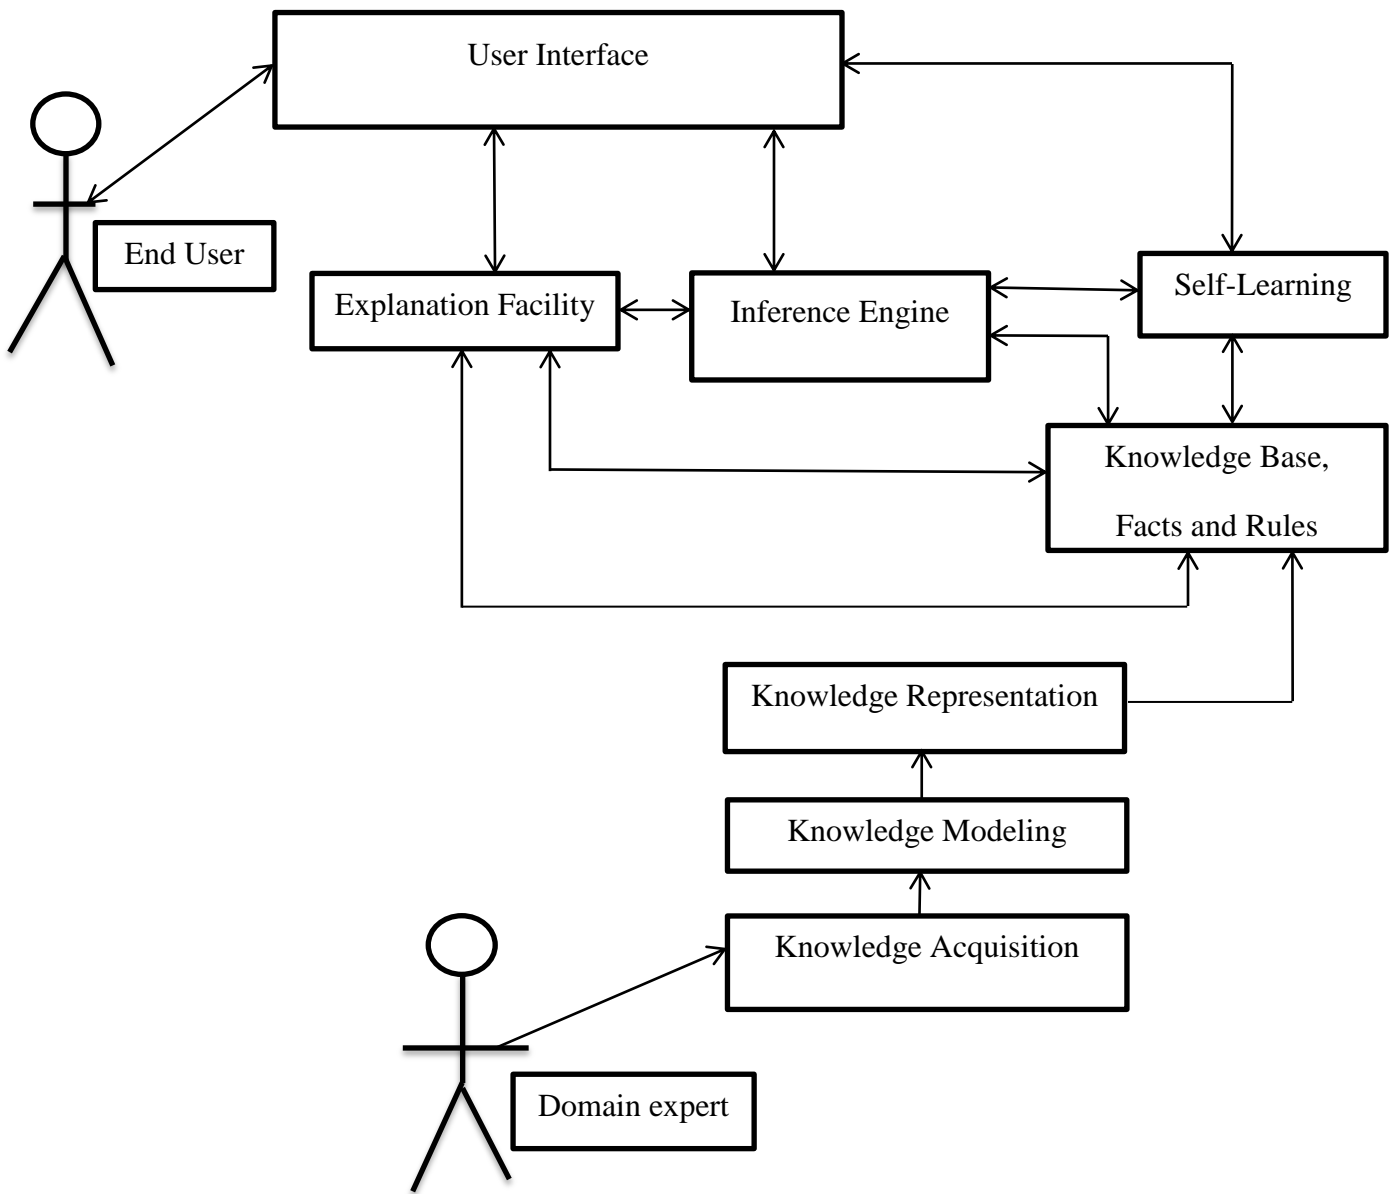 User Interface
End User
Explanation Facility
Inference Engine
Self-Learning
Knowledge Base,
Facts and Rules
Knowledge Representation
Knowledge Modeling
Knowledge Acquisition
Domain expert